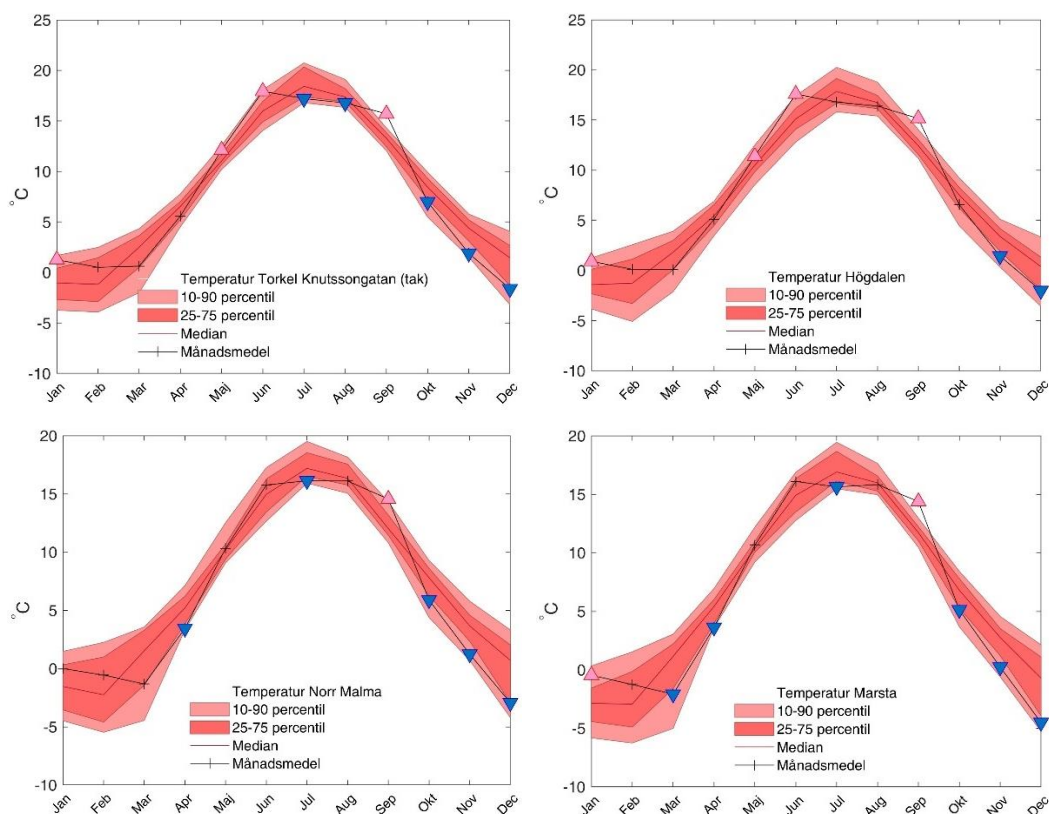 25
20
15
10
5
0
-5
-10
°C
Temperatur Torkel Knutssongatan (tak)
10-90 percentil
25-75 percentil
Median
Månadsmedel
Jan
Feb
Mar
Apr
Maj
Jun
Jul
Aug
Sep
Okt
Nov
Dec
25
20
15
10
5
0
-5
-10
°C
Temperatur Högdalen
10-90 percentil
25-75 percentil
Median
Månadsmedel
Jan
Feb
Mar
Apr
Maj
Jun
Jul
Aug
Sep
Okt
Nov
Dec
20
15
10
5
0
-5
-10
°C
Temperatur Norr Malma
10-90 percentil
25-75 percentil
Median
Månadsmedel
Jan
Feb
Mar
Apr
Maj
Jun
Jul
Aug
Sep
Okt
Nov
Dec
20
15
10
5
0
-5
-10
°C
Temperatur Marsta
10-90 percentil
25-75 percentil
Median
Månadsmedel
Jan
Feb
Mar
Apr
Maj
Jun
Jul
Aug
Sep
Okt
Nov
Dec